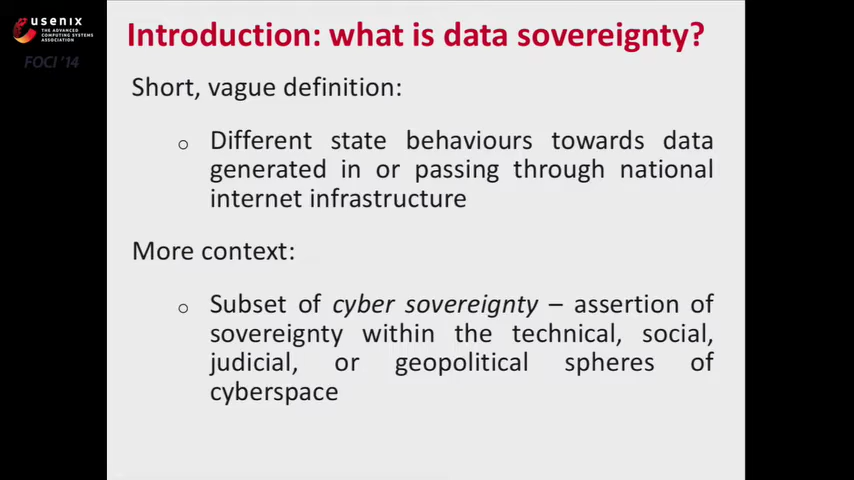 usenix
THE ADVANCED
COMPUTING SYSTEMS
ASSOCIATION
FOCI '14
Introduction: what is data sovereignty?
Short, vague definition:
o Different state behaviours towards data
generated in or passing through national
internet infrastructure
More context:
o Subset of cyber sovereignty – assertion of
sovereignty within the technical, social,
judicial, or geopolitical spheres of
cyberspace